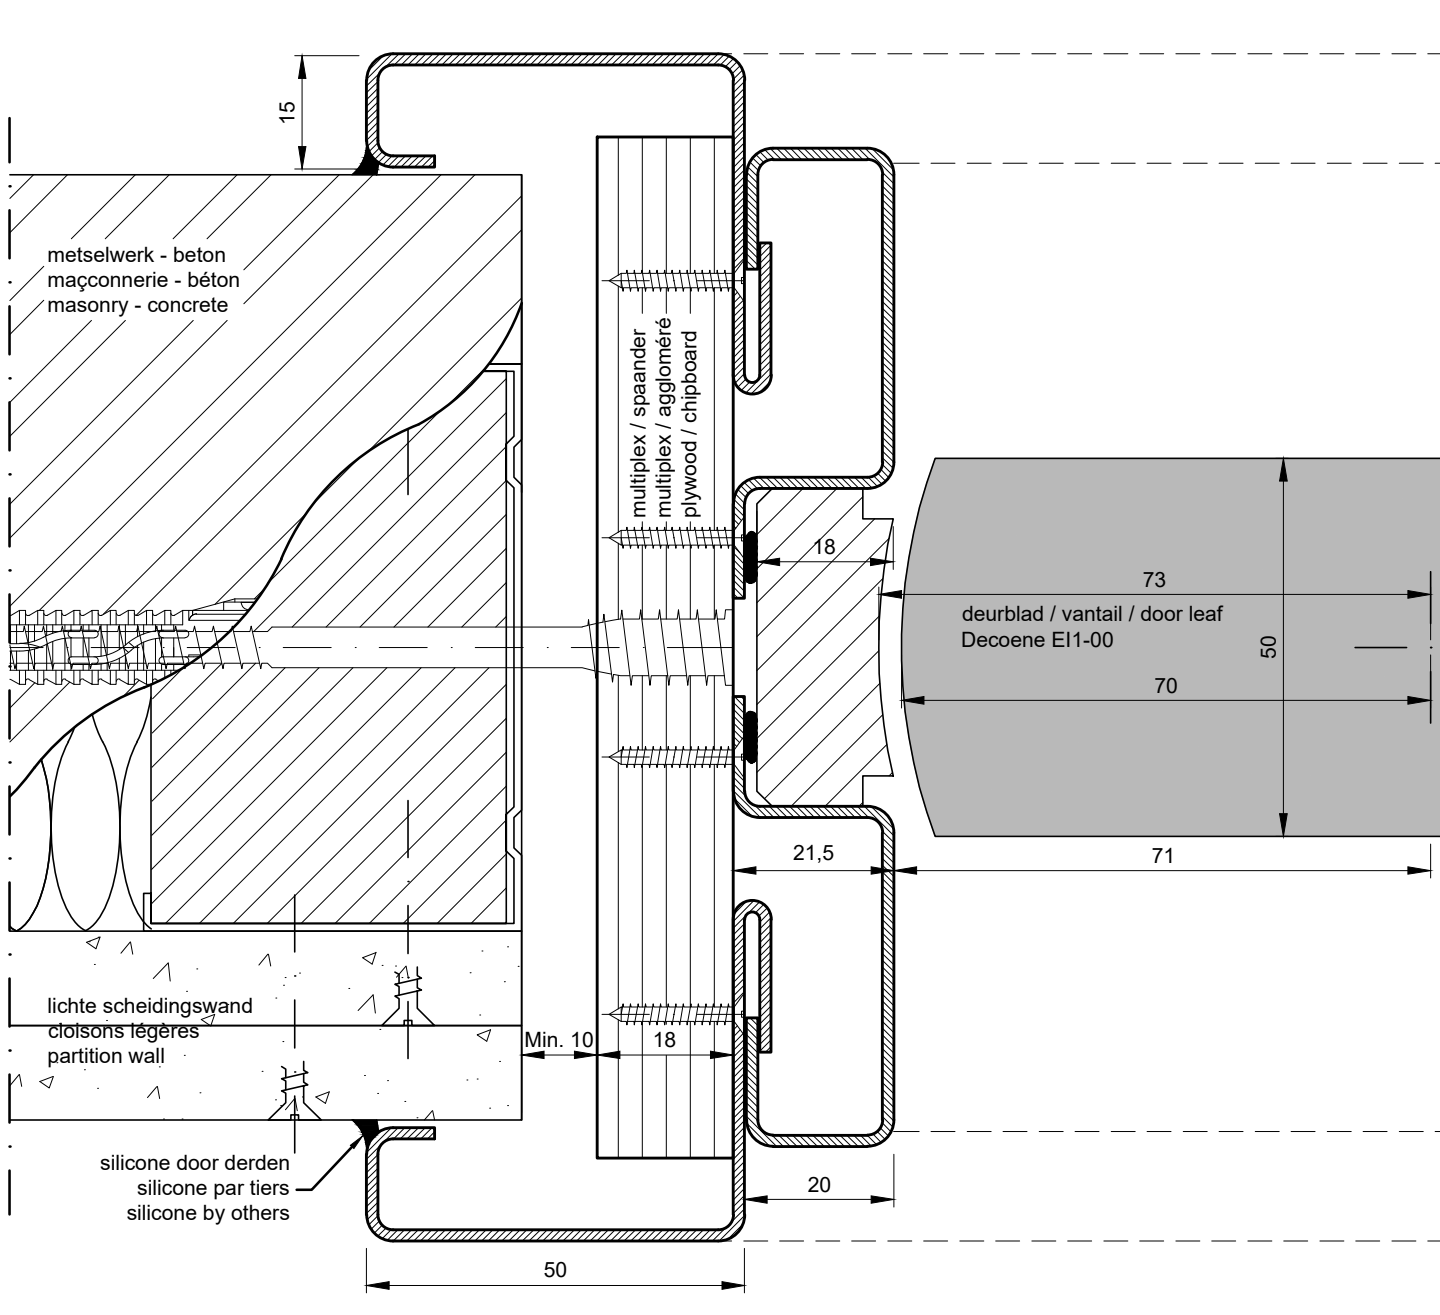 15
metselwerk - beton
maçconnerie - béton
masonry - concrete
multiplex / spaander
multiplex / aggloméré
plywood / chipboard
18
73
deurblad / vantail / door leaf
Decoene EI1-00
50
70
21,5
71
lichte scheidingswand
cloisons légères
partition wall
Min. 10
18
silicone door derden
silicone par tiers
silicone by others
20
50